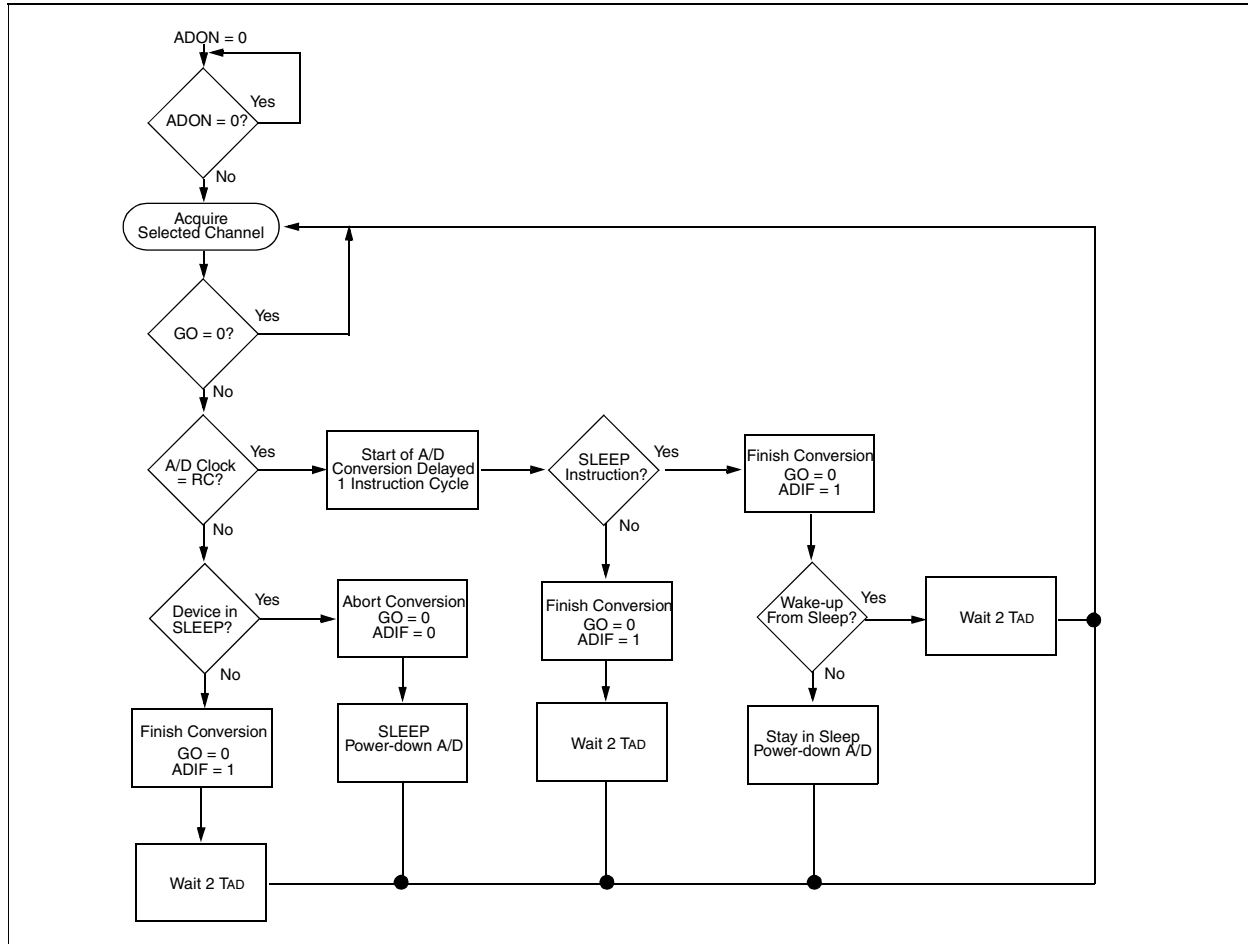 ADON = 0
Yes
ADON = 0?
No
Acquire
Selected Channel
Yes
GO = 0?
No
Yes
A/D Clock
= RC?
No
Start of A/D
Conversion Delayed
1 Instruction Cycle
Yes
SLEEP
Instruction?
No
Finish Conversion
GO = 0
ADIF = 1
Yes
Device in
SLEEP?
No
Abort Conversion
GO = 0
ADIF = 0
Finish Conversion
GO = 0
ADIF = 1
Yes
Wake-up
From Sleep?
No
Wait 2 TAD
Finish Conversion
GO = 0
ADIF = 1
SLEEP
Power-down A/D
Wait 2 TAD
Stay in Sleep
Power-down A/D
Wait 2 TAD